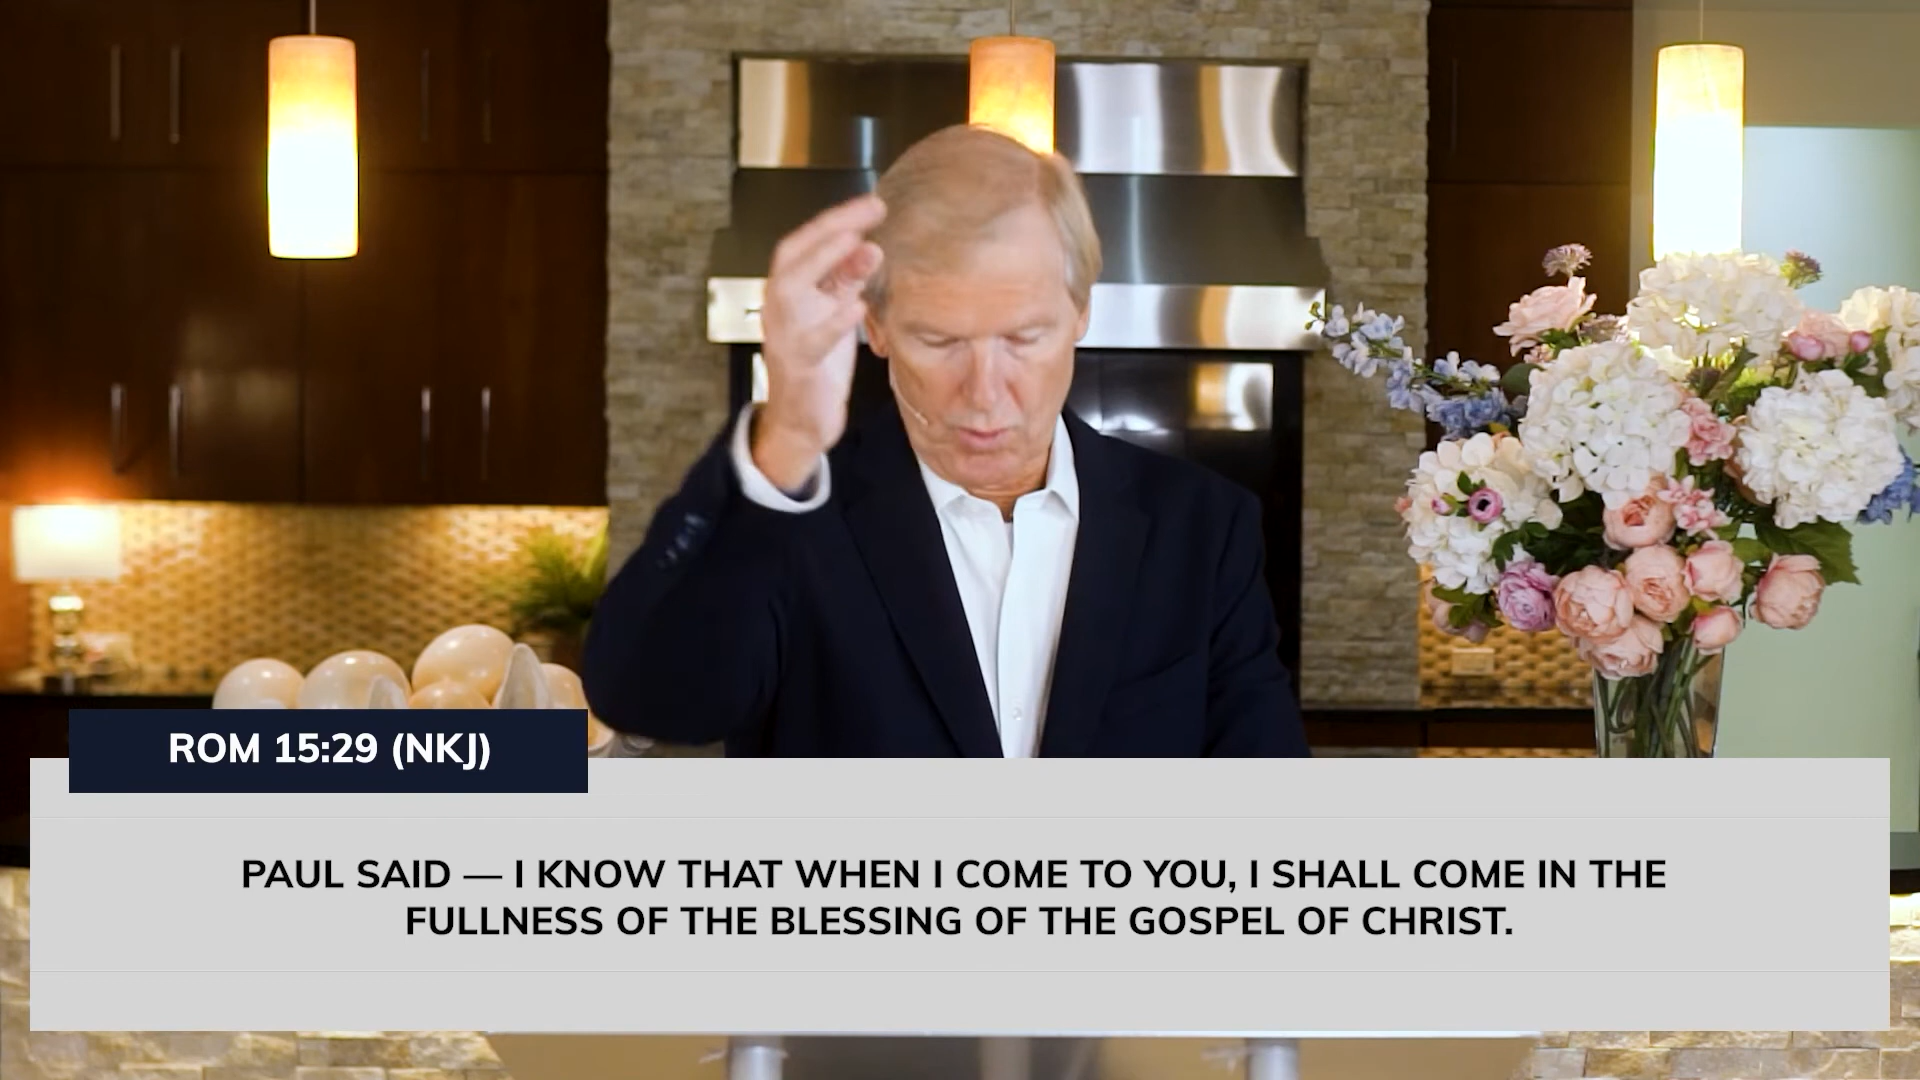 ROM 15:29 (NKJ)
PAUL SAID — I KNOW THAT WHEN I COME TO YOU, I SHALL COME IN THE
FULLNESS OF THE BLESSING OF THE GOSPEL OF CHRIST.